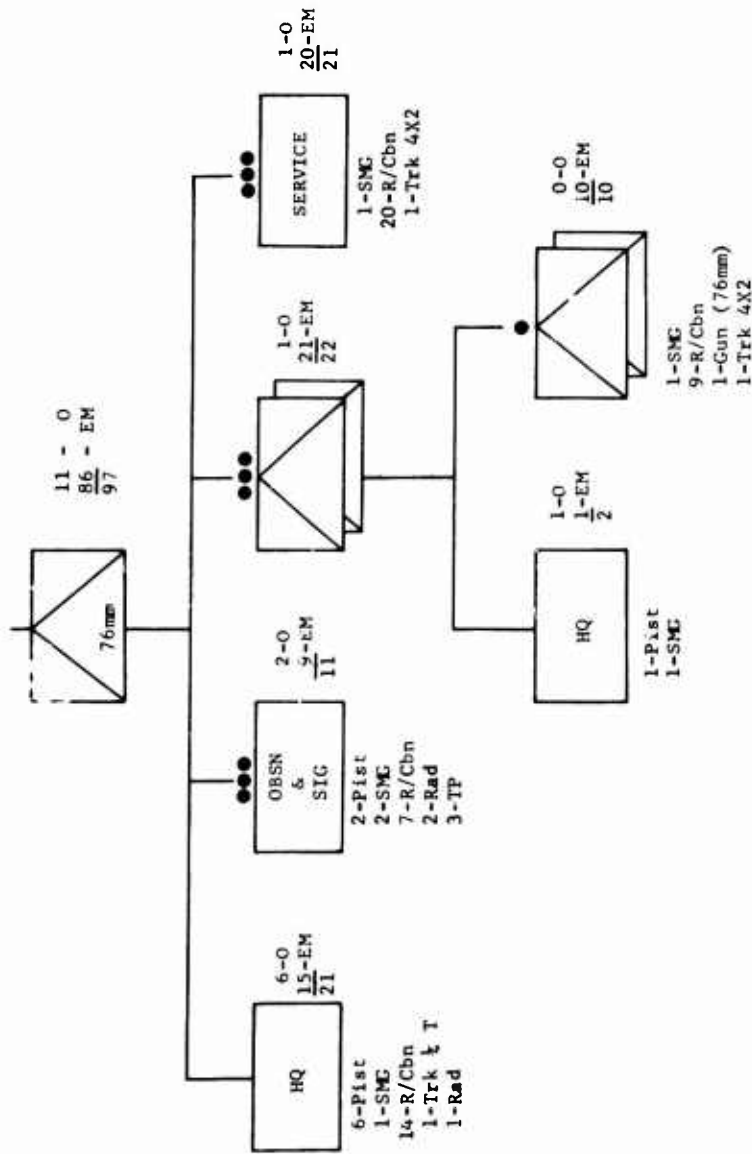 11 - O
86 - EM
97
76mm
6-O
15-EM
21
HQ
6-Pist
1-SMG
14-R/Cbn
1-Trk ¼ T
1-Rad
2-O
9-EM
11
OBSN
&
SIG
2-Pist
2-SMG
7-R/Cbn
2-Rad
3-TP
1-O
21-EM
22
1-O
20-EM
21
SERVICE
1-SMG
20-R/Cbn
1-Trk 4X2
1-O
1-EM
2
HQ
1-Pist
1-SMG
0-O
10-EM
10
1-SMG
9-R/Cbn
1-Gun (76mm)
1-Trk 4X2